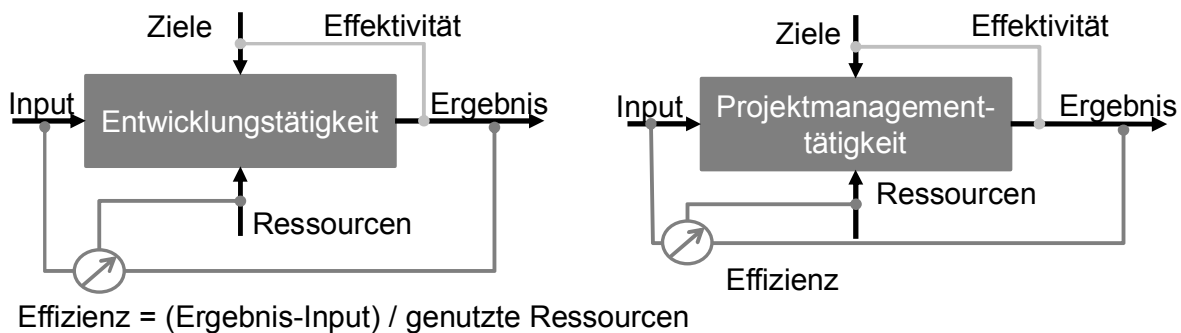 Ziele
Effektivität
Input
Entwicklungstätigkeit
Ergebnis
Ressourcen
Ziele
Effektivität
Input
Projektmanagement-
tätigkeit
Ergebnis
Ressourcen
Effizienz
Effizienz = (Ergebnis-Input) / genutzte Ressourcen